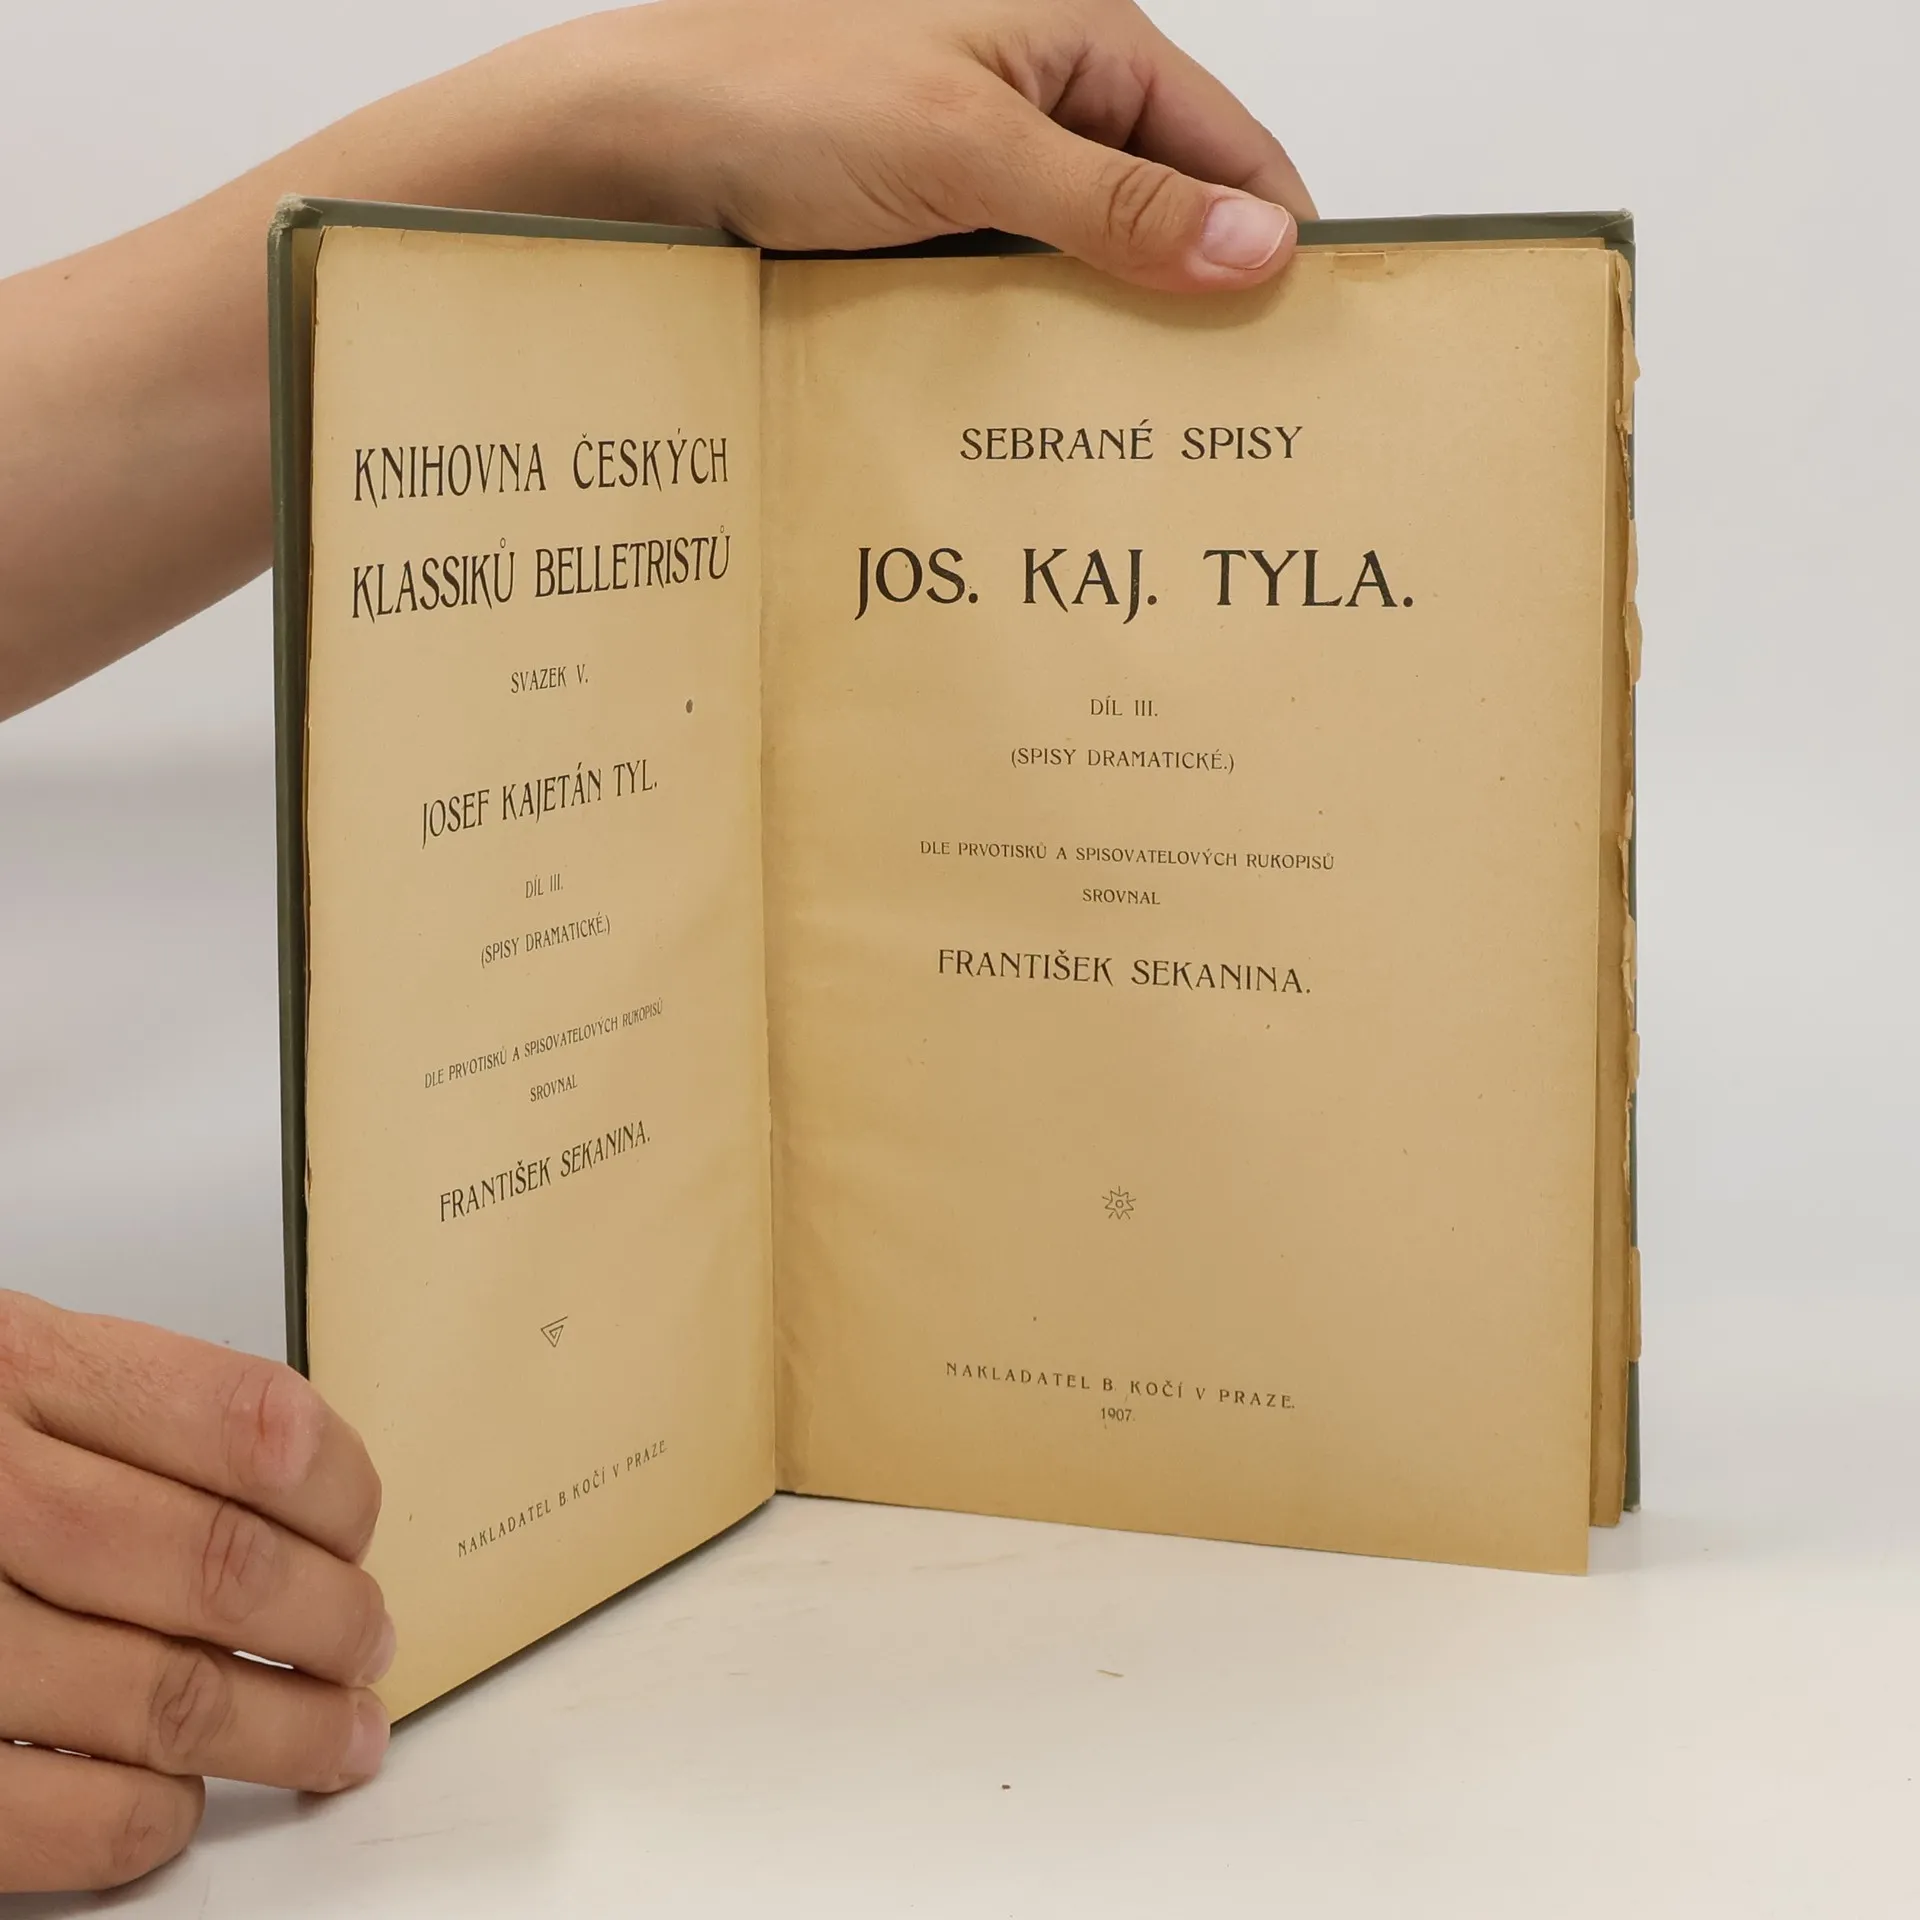 KNIHOVNA ČESKÝCH
KLASSIKŮ BELLETRISTŮ
SVAZEK V.
JOSEF KAJETÁN TYL.
DÍL III.
(SPISY DRAMATICKÉ.)
DLE PRVOTISKŮ A SPISOVATELOVÝCH RUKOPISŮ
SROVNAL
FRANTIŠEK SEKANINA.
NAKLADATEL B. KOČÍ V PRAZE
SEBRANÉ SPISY
JOS. KAJ. TYLA.
DÍL III.
(SPISY DRAMATICKÉ.)
DLE PRVOTISKŮ A SPISOVATELOVÝCH RUKOPISŮ
SROVNAL
FRANTIŠEK SEKANINA.
NAKLADATEL B. KOČÍ V PRAZE.
1907.